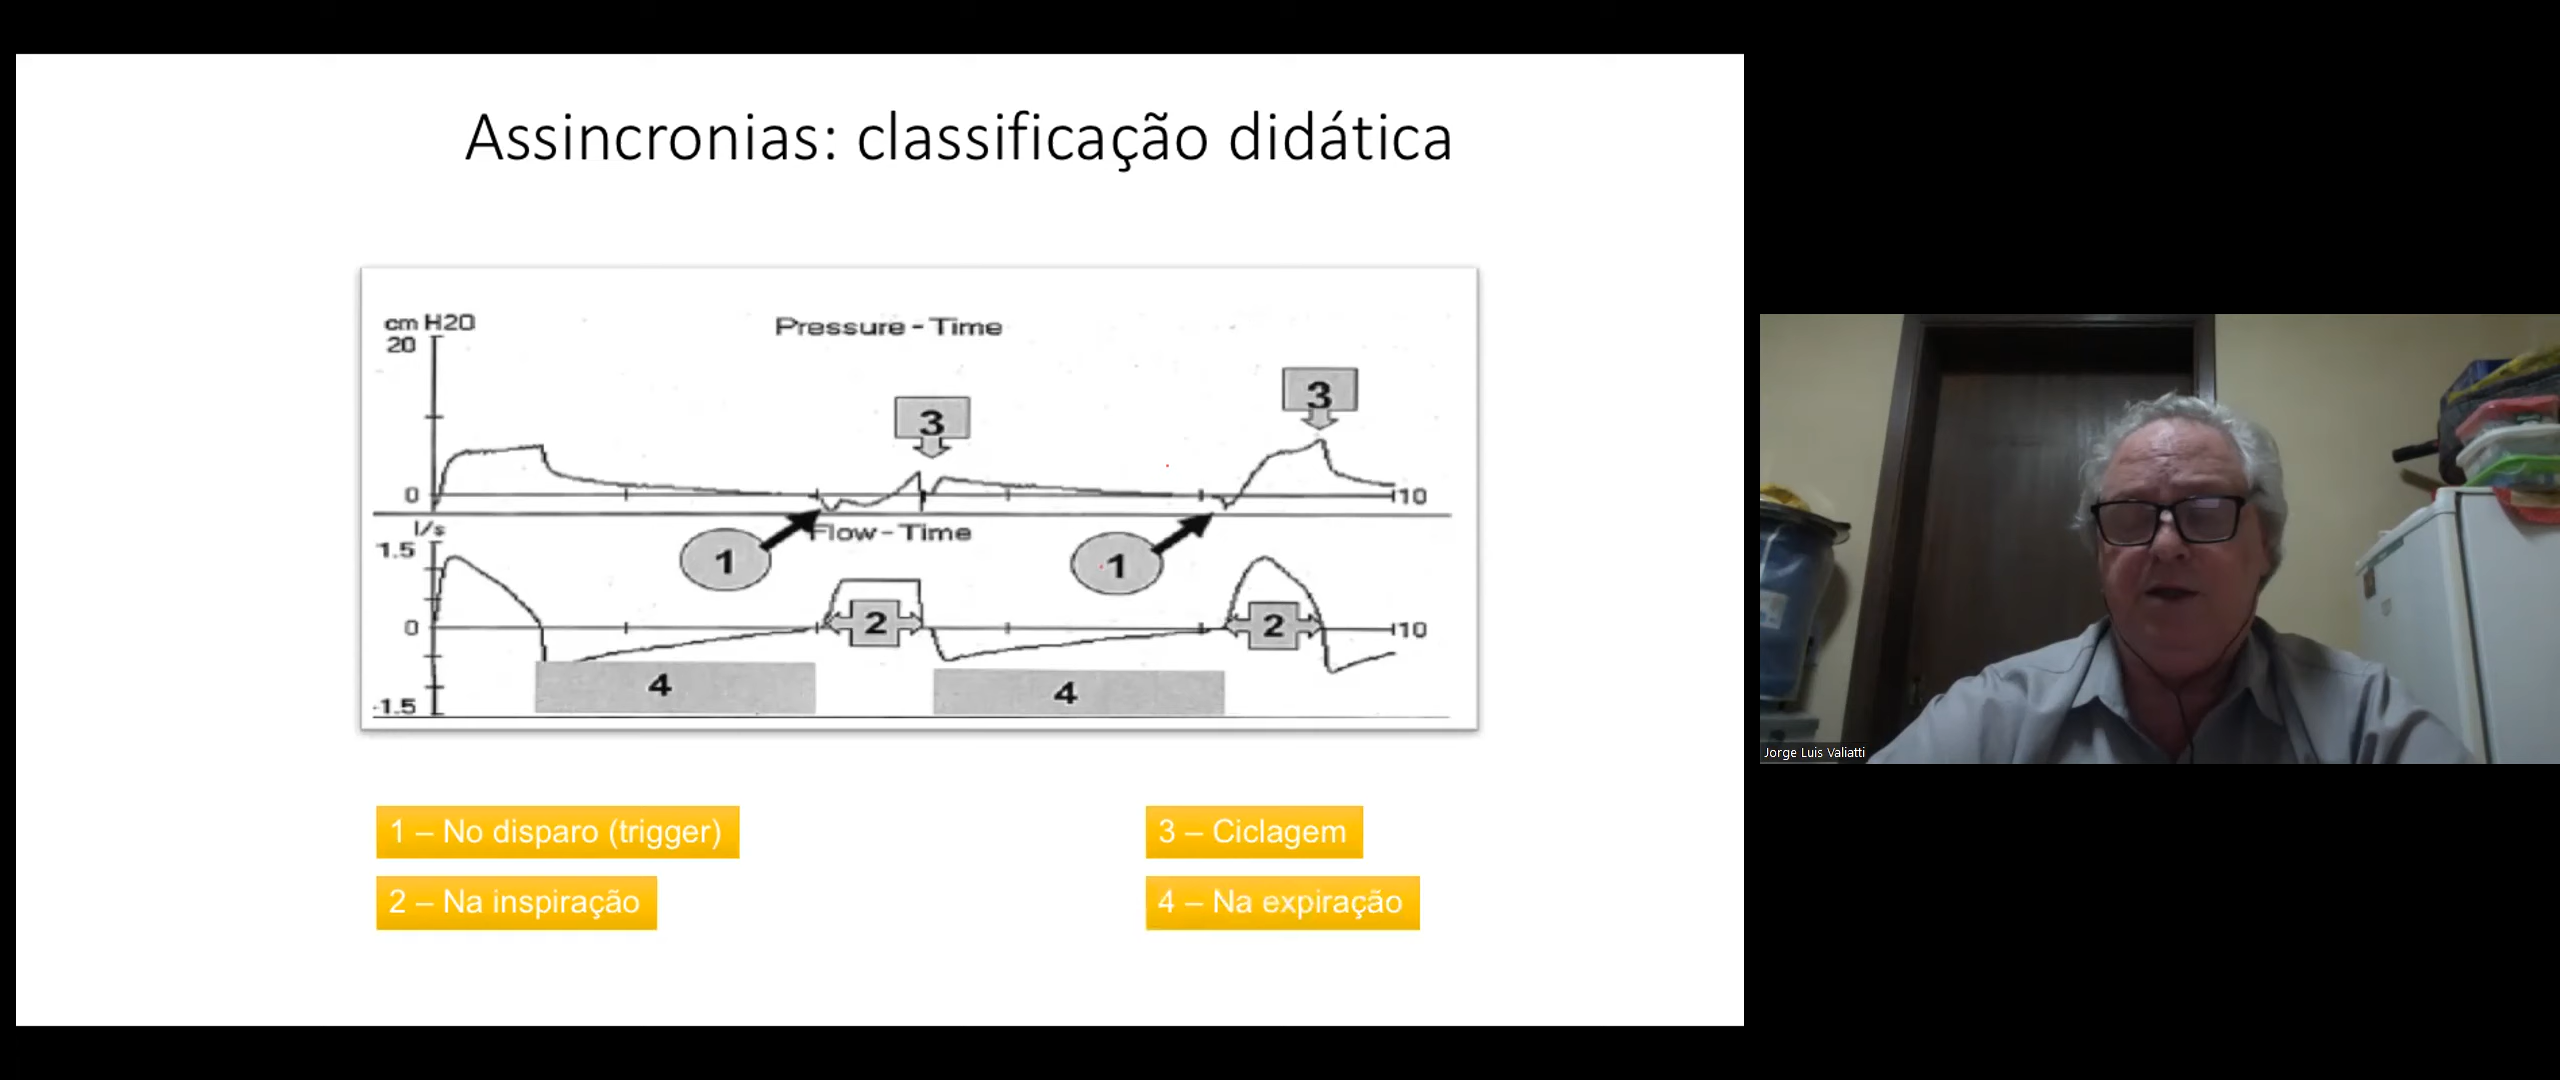 Assincronias: classificação didática
cm H2O
Pressure - Time
20
3
3
0
10
l/s
Flow - Time
1.5
1
1
2
2
0
10
4
4
-1.5
1 – No disparo (trigger)
3 – Ciclagem
2 – Na inspiração
4 – Na expiração
Jorge Luis Valiatti